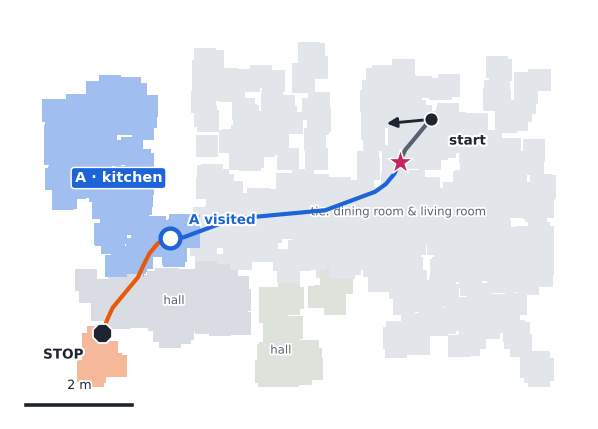 start
A · kitchen
tie: dining room & living room
A visited
hall
STOP
hall
2 m